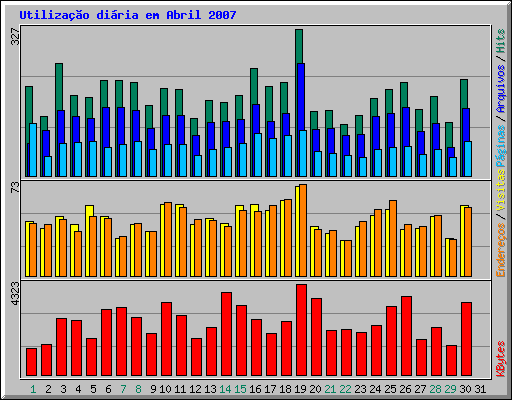 Utilização diária em Abril 2007
327
73
4323
Endereços / Visitas Páginas / Arquivos / Hits
KBytes
1 2 3 4 5 6 7 8 9 10 11 12 13 14 15 16 17 18 19 20 21 22 23 24 25 26 27 28 29 30 31